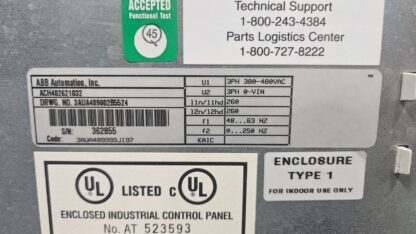 ACCEPTED
Functional Test
45
Technical Support
1-800-243-4384
Parts Logistics Center
1-800-727-8222
ABB Automation, Inc.
ACH402621032
DRWG. NO. 3AUA489002B5524
S/N: 362855
Code: 3AUA489999J197
U1 3PH 380-480VAC
U2 3PH 0-VIN
I1n/I1hd 260
I2n/I2hd 260
f1 48...63 HZ
f2 0...250 HZ
KAIC
ENCLOSURE
TYPE 1
FOR INDOOR USE ONLY
UL LISTED C UL
ENCLOSED INDUSTRIAL CONTROL PANEL
No. AT 523593